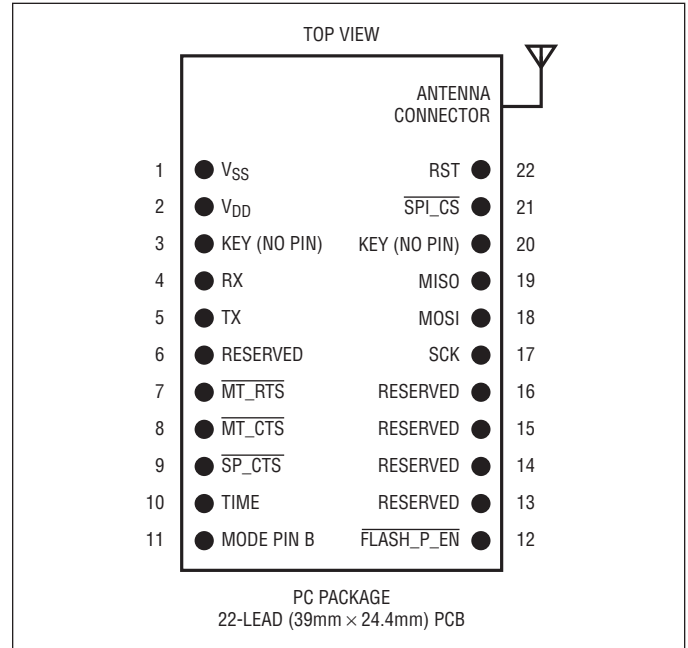 TOP VIEW
ANTENNA
CONNECTOR
1 VSS RST 22
2 VDD SPI_CS 21
3 KEY (NO PIN) KEY (NO PIN) 20
4 RX MISO 19
5 TX MOSI 18
6 RESERVED SCK 17
7 MT_RTS RESERVED 16
8 MT_CTS RESERVED 15
9 SP_CTS RESERVED 14
10 TIME RESERVED 13
11 MODE PIN B FLASH_P_EN 12
PC PACKAGE
22-LEAD (39mm × 24.4mm) PCB